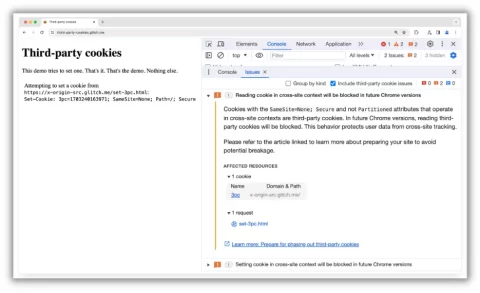 Third-party cookies
third-party-cookies.glitch.me
Third-party cookies
This demo tries to set one. That's it. That's the demo. Nothing else.
Attempting to set a cookie from
https://x-origin-src.glitch.me/set-3pc.html:
SameSite=None; Path=/; Secure
Elements Console Network Application
1 2 2
top Filter All levels 2 Issues: 2 2 hidden
Console Issues
Group by kind Include third-party cookie issues 0 2 2
1 Reading cookie in cross-site context will be blocked in future Chrome versions
Cookies with the SameSite=None; Secure and not Partitioned attributes that operate
in cross-site contexts are third-party cookies. In future Chrome versions, reading third-
party cookies will be blocked. This behavior protects user data from cross-site tracking.
Please refer to the article linked to learn more about preparing your site to avoid
potential breakage.
AFFECTED RESOURCES
1 cookie
Name Domain & Path
3pc x-origin-src.glitch.me/
1 request
set-3pc.html
Learn more: Prepare for phasing out third-party cookies
1 Setting cookie in cross-site context will be blocked in future Chrome versions